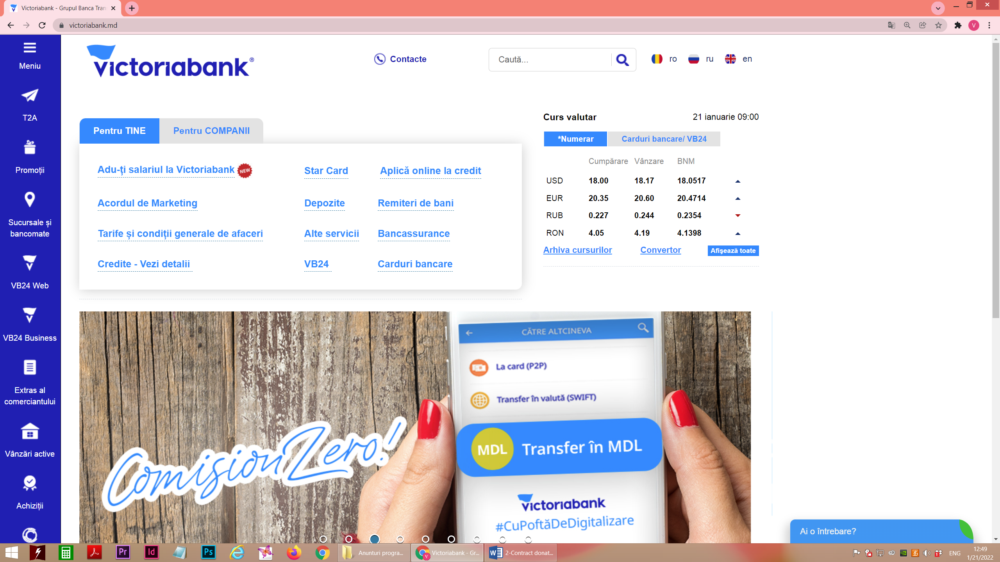 Victoriabank - Grupul Banca Tran
victoriabank.md
V
Meniu
T2A
Promoții
Sucursale și
bancomate
VB24 Web
VB24 Business
Extras al
comerciantului
Vânzări active
Achiziții
victoriabank®
Contacte
Caută...
ro
ru
en
Pentru TINE
Pentru COMPANII
Adu-ți salariul la Victoriabank NEW
Star Card
Aplică online la credit
Acordul de Marketing
Depozite
Remiteri de bani
Tarife și condiții generale de afaceri
Alte servicii
Bancassurance
Credite - Vezi detalii
VB24
Carduri bancare
Curs valutar
21 ianuarie 09:00
*Numerar
Carduri bancare/ VB24
Cumpărare Vânzare BNM
USD 18.00 18.17 18.0517
EUR 20.35 20.60 20.4714
RUB 0.227 0.244 0.2354
RON 4.05 4.19 4.1398
Arhiva cursurilor
Convertor
Afișează toate
CĂTRE ALTCINEVA
La card (P2P)
Transfer în valută (SWIFT)
MDL Transfer în MDL
Comision Zero!
victoriabank
#CuPoftăDeDigitalizare
Ai o întrebare?
Pr
Id
Ps
Anunturi progra...
V
Victoriabank - Gr...
W
2-Contract donat...
1
ENG
12:49
1/21/2022